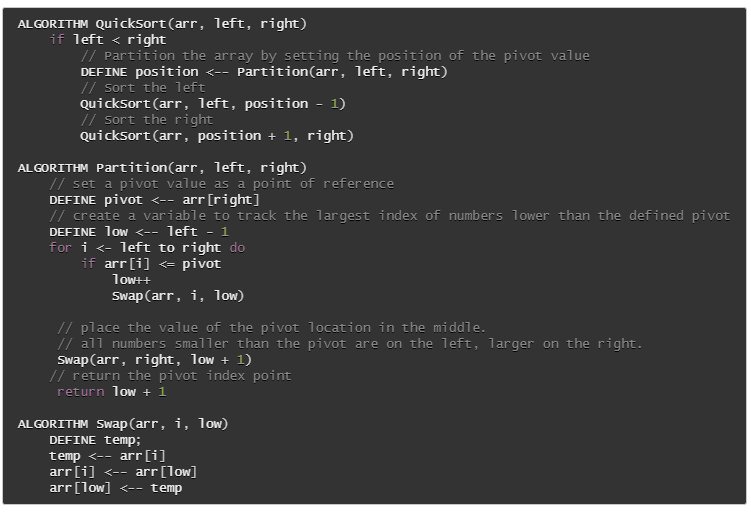 ALGORITHM QuickSort(arr, left, right)
    if left < right
        // Partition the array by setting the position of the pivot value
        DEFINE position <-- Partition(arr, left, right)
        // Sort the left
        QuickSort(arr, left, position - 1)
        // Sort the right
        QuickSort(arr, position + 1, right)

ALGORITHM Partition(arr, left, right)
    // set a pivot value as a point of reference
    DEFINE pivot <-- arr[right]
    // create a variable to track the largest index of numbers lower than the defined pivot
    DEFINE low <-- left - 1
    for i <- left to right do
        if arr[i] <= pivot
            low++
            Swap(arr, i, low)

     // place the value of the pivot location in the middle.
     // all numbers smaller than the pivot are on the left, larger on the right.
     Swap(arr, right, low + 1)
    // return the pivot index point
     return low + 1

ALGORITHM Swap(arr, i, low)
    DEFINE temp;
    temp <-- arr[i]
    arr[i] <-- arr[low]
    arr[low] <-- temp